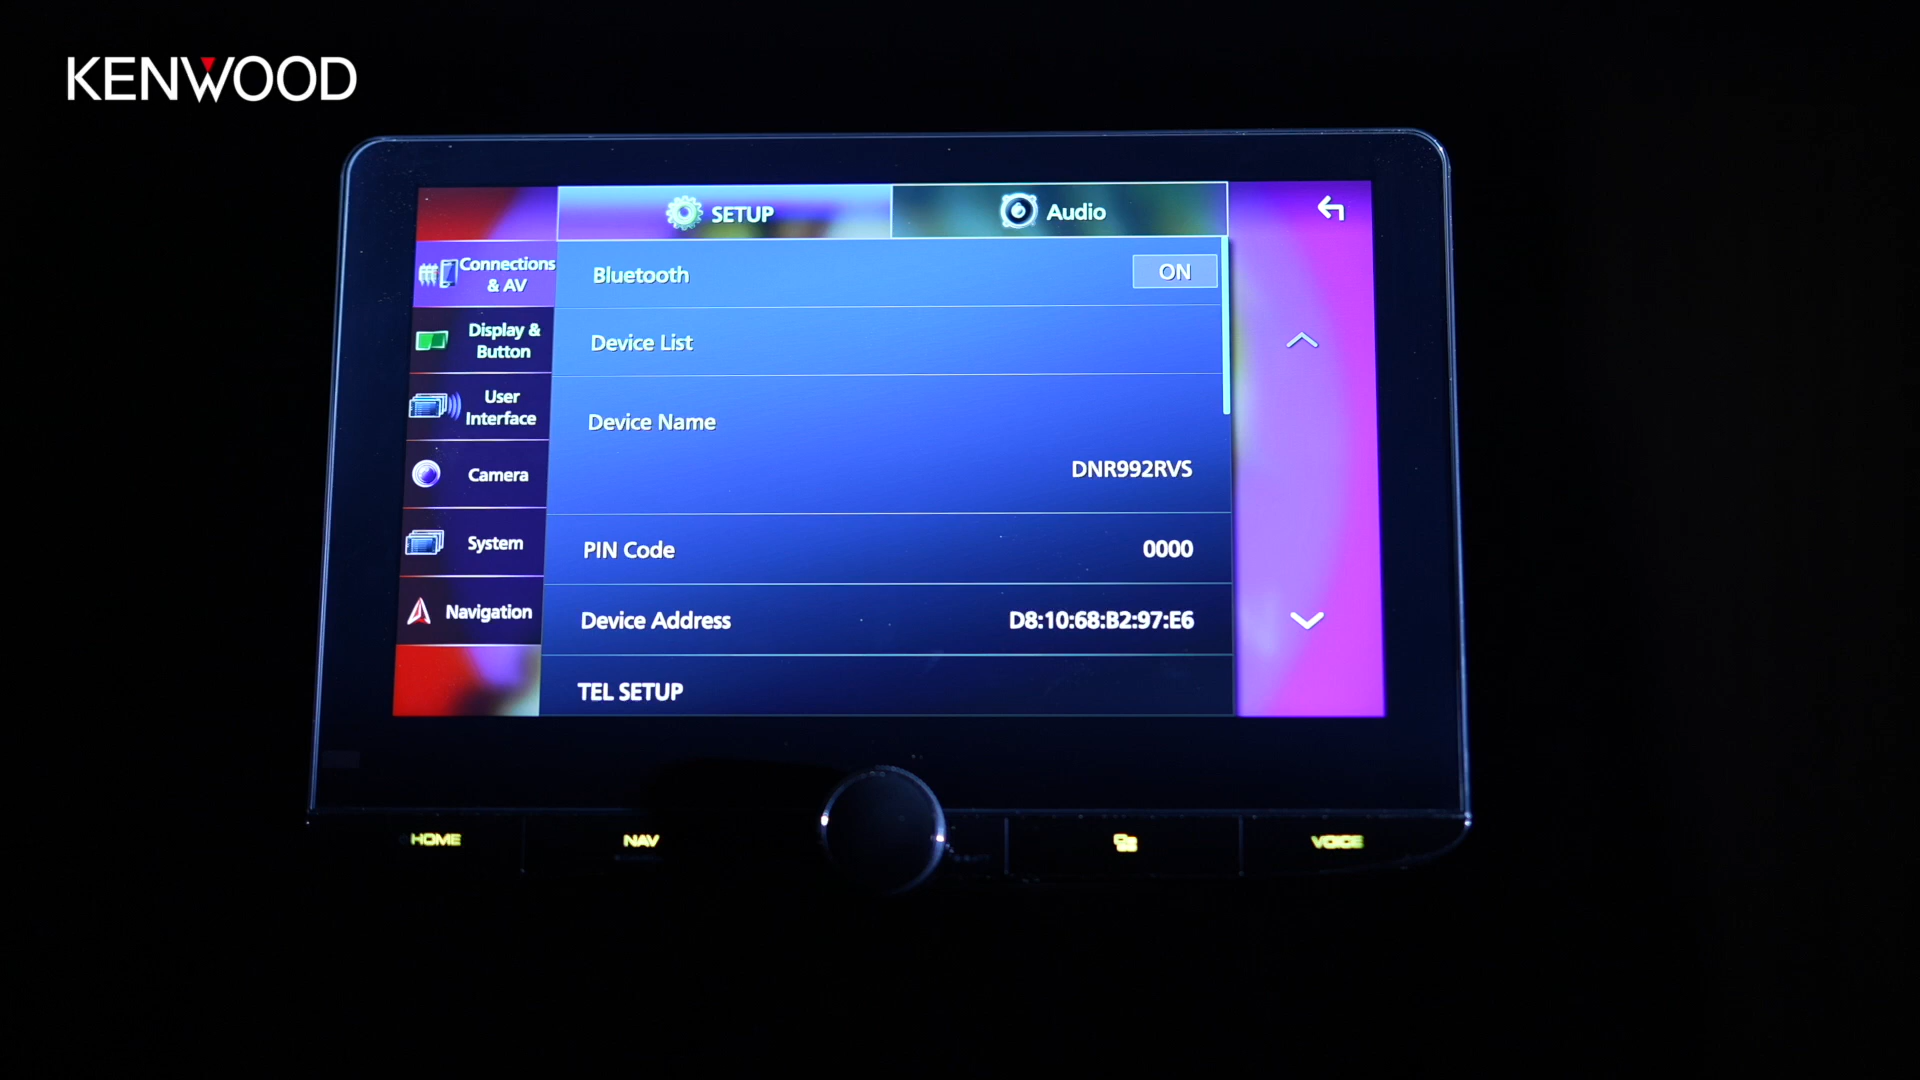 KENWOOD
SETUP
Audio
Connections
& AV
Bluetooth
ON
Display &
Button
Device List
User
Interface
Device Name
DNR992RVS
Camera
System
PIN Code
0000
Navigation
Device Address
D8:10:68:B2:97:E6
TEL SETUP
HOME
NAV
VOICE